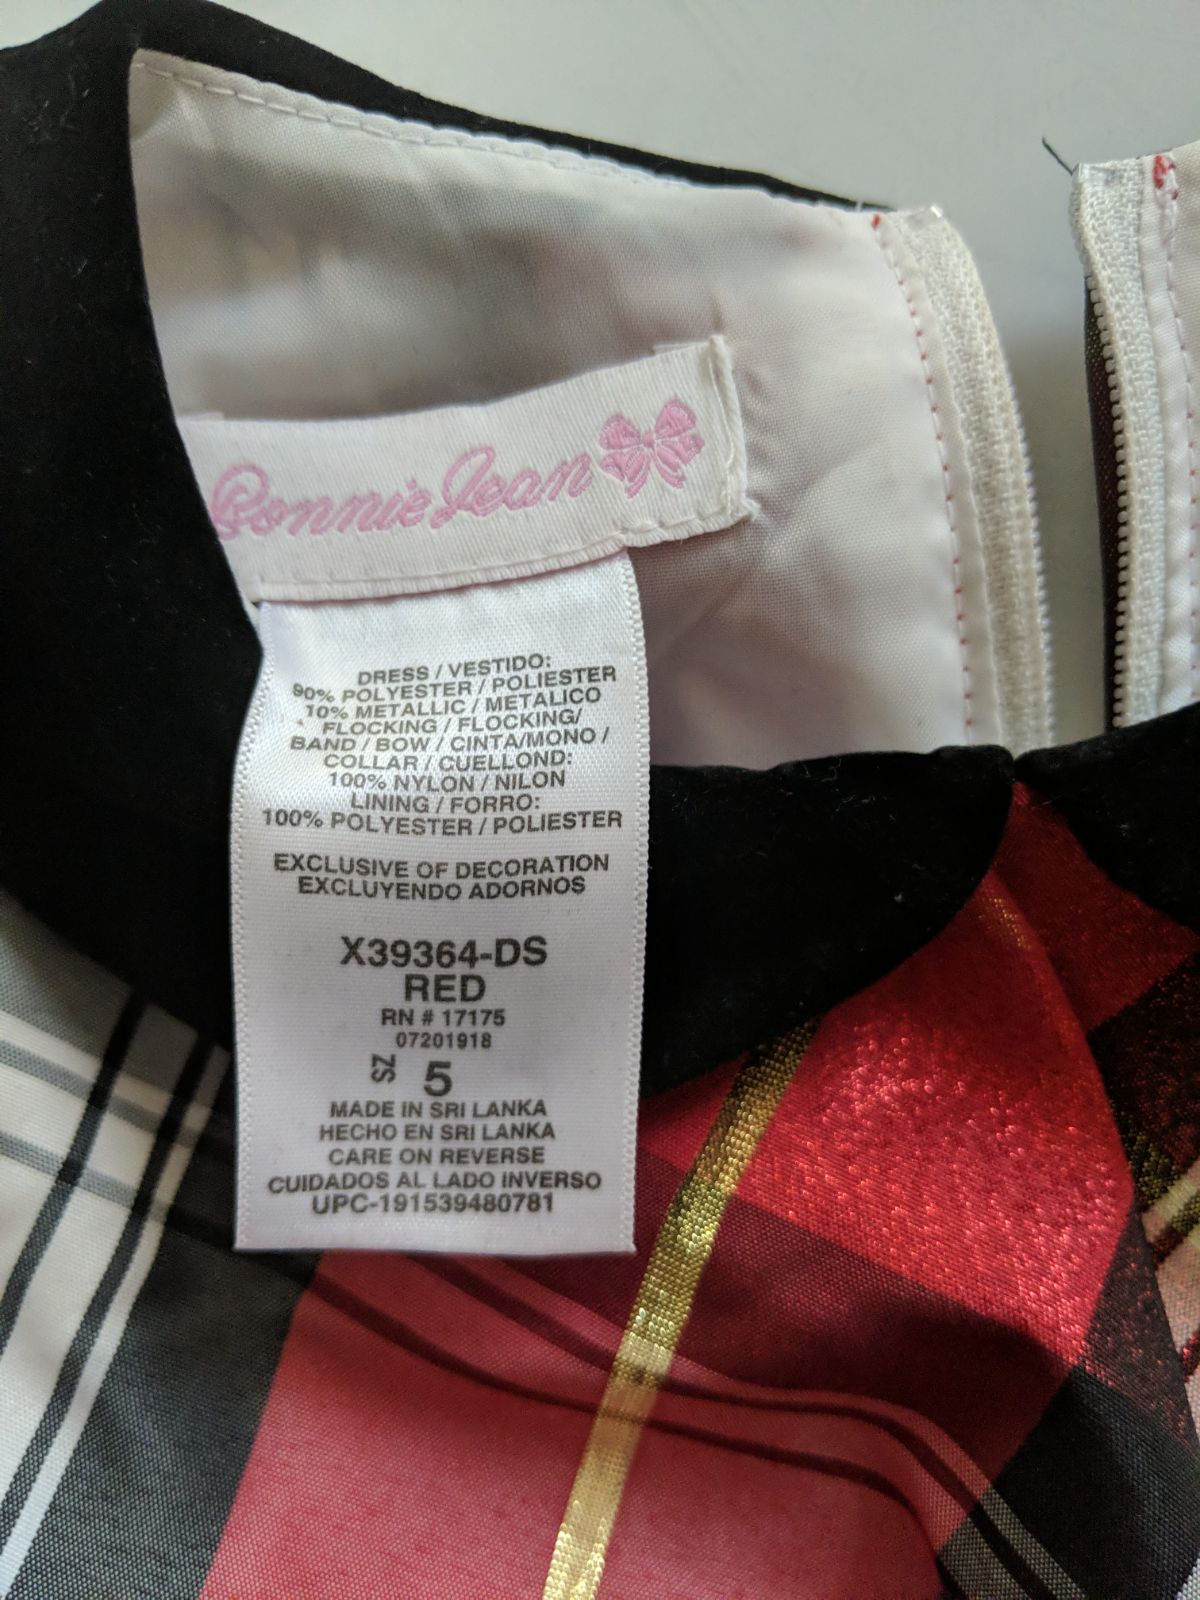 Bonnie Jean
DRESS / VESTIDO:
90% POLYESTER / POLIESTER
10% METALLIC / METALICO
FLOCKING / FLOCKING/
BAND / BOW / CINTA/MONO /
COLLAR / CUELLOND:
100% NYLON / NILON
LINING / FORRO:
100% POLYESTER / POLIESTER
EXCLUSIVE OF DECORATION
EXCLUYENDO ADORNOS
X39364-DS
RED
RN # 17175
07201918
SZ 5
MADE IN SRI LANKA
HECHO EN SRI LANKA
CARE ON REVERSE
CUIDADOS AL LADO INVERSO
UPC-191539480781